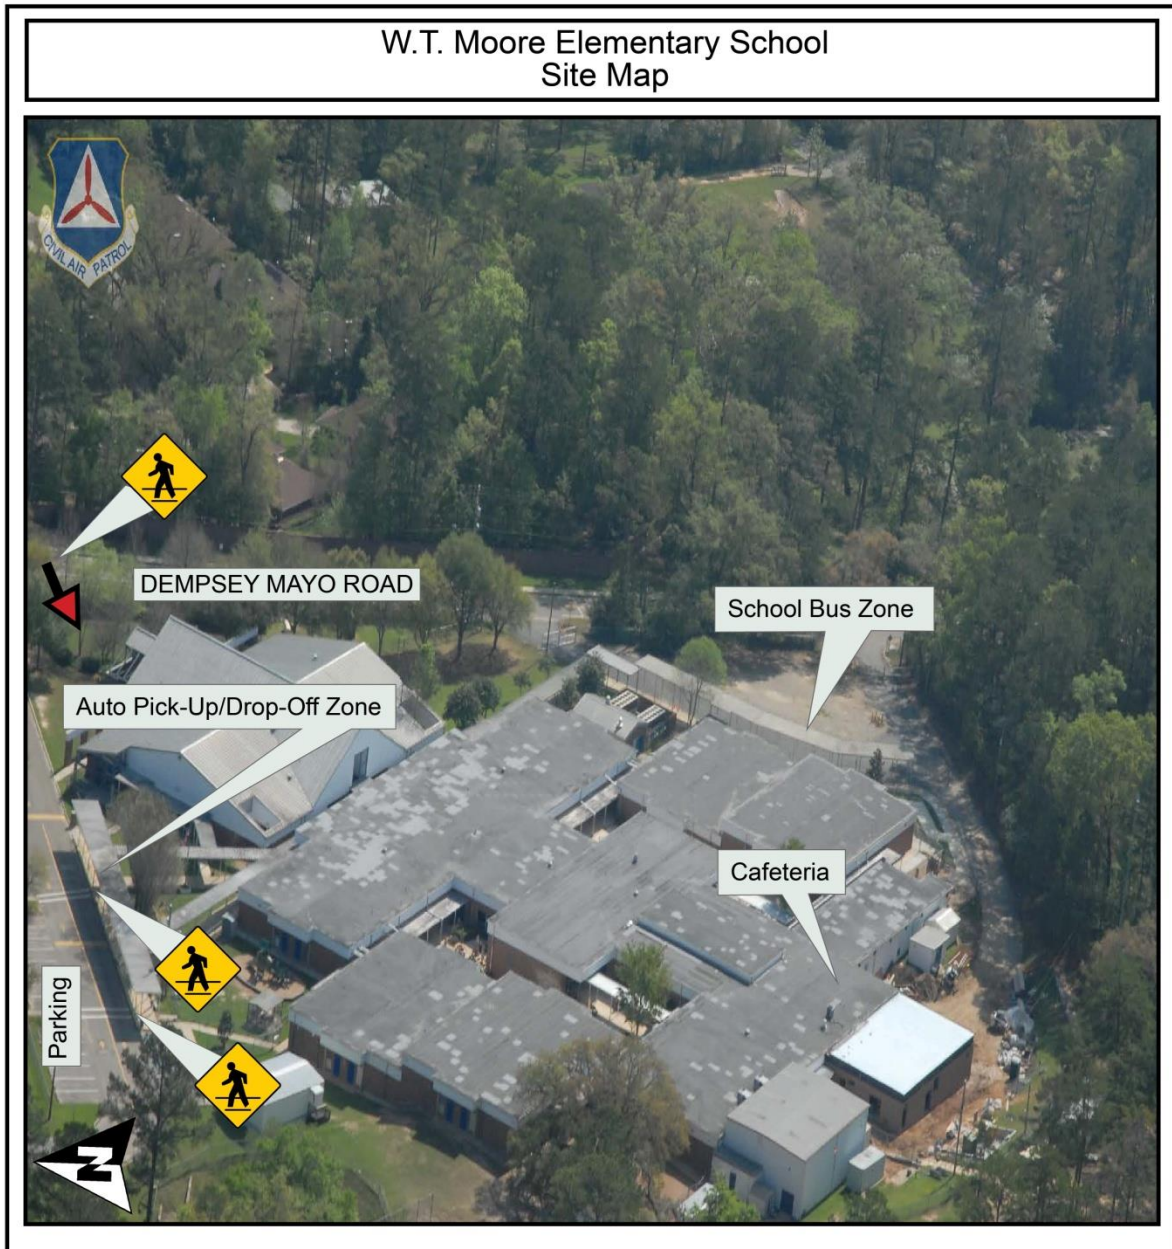 W.T. Moore Elementary School
Site Map
CIVIL AIR PATROL
DEMPSEY MAYO ROAD
School Bus Zone
Auto Pick-Up/Drop-Off Zone
Cafeteria
Parking
N